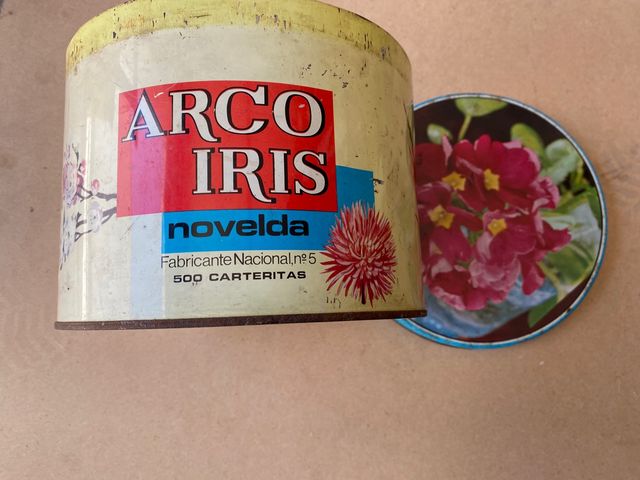 ARCO
IRIS
novelda
Fabricante Nacional, nº 5
500 CARTERITAS